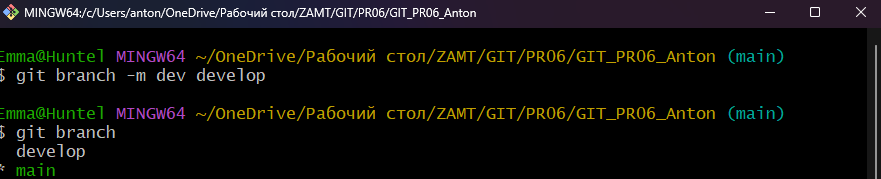 MINGW64:/c/Users/anton/OneDrive/Рабочий стол/ZAMT/GIT/PR06/GIT_PR06_Anton
Emma@Huntel MINGW64 ~/OneDrive/Рабочий стол/ZAMT/GIT/PR06/GIT_PR06_Anton (main)
$ git branch -m dev develop
Emma@Huntel MINGW64 ~/OneDrive/Рабочий стол/ZAMT/GIT/PR06/GIT_PR06_Anton (main)
$ git branch
  develop
* main